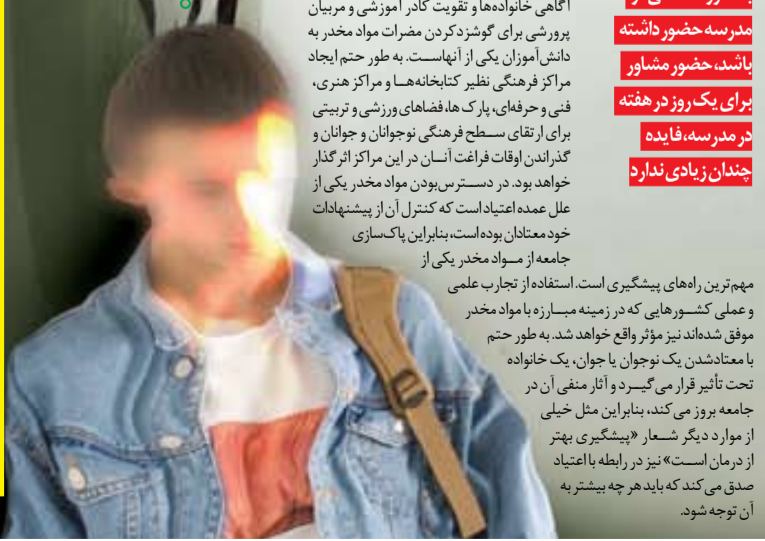 مدرسه حضور داشته
باشد، حضور مشاور
برای یک روز در هفته
در مدرسه، فایده
چندان زیادی ندارد
آگاهی خانواده‌ها و تقویت کادر آموزشی و مربیان
پرورشی برای گوشزد کردن مضرات مواد مخدر به
دانش‌آموزان یکی از آنهاست. به طور حتم ایجاد
مراکز فرهنگی نظیر کتابخانه‌هـا و مراکز هنری،
فنی و حرفه‌ای، پارک ها، فضاهای ورزشی و تربیتی
برای ارتقای سـطح فرهنگی نوجوانان و جوانان و
گذراندن اوقات فراغت آنـان در این مراکز اثرگذار
خواهد بود. در دسـترس‌بودن مواد مخدر یکی از
علل عمده اعتیاد است که کنترل آن از پیشنهادات
خود معتادان بوده است، بنابراین پاک‌سازی
جامعه از مـواد مخدر یکی از
مهم‌ترین راه‌های پیشگیری است. استفاده از تجارب علمی
و عملی کشـورهایی که در زمینه مبـارزه با مواد مخدر
موفق شده‌اند نیز مؤثر واقع خواهد شد. به طور حتم
با معتادشدن یک نوجوان یا جوان، یک خانواده
تحت تأثیر قرار می گیـرد و آثار منفی آن در
جامعه بروز می‌کند، بنابراین مثل خیلی
از موارد دیگر شـعار «پیشگیری بهتر
از درمان اسـت» نیز در رابطه با اعتیاد
صدق می‌کند که باید هر چه بیشتر به
آن توجه شود.